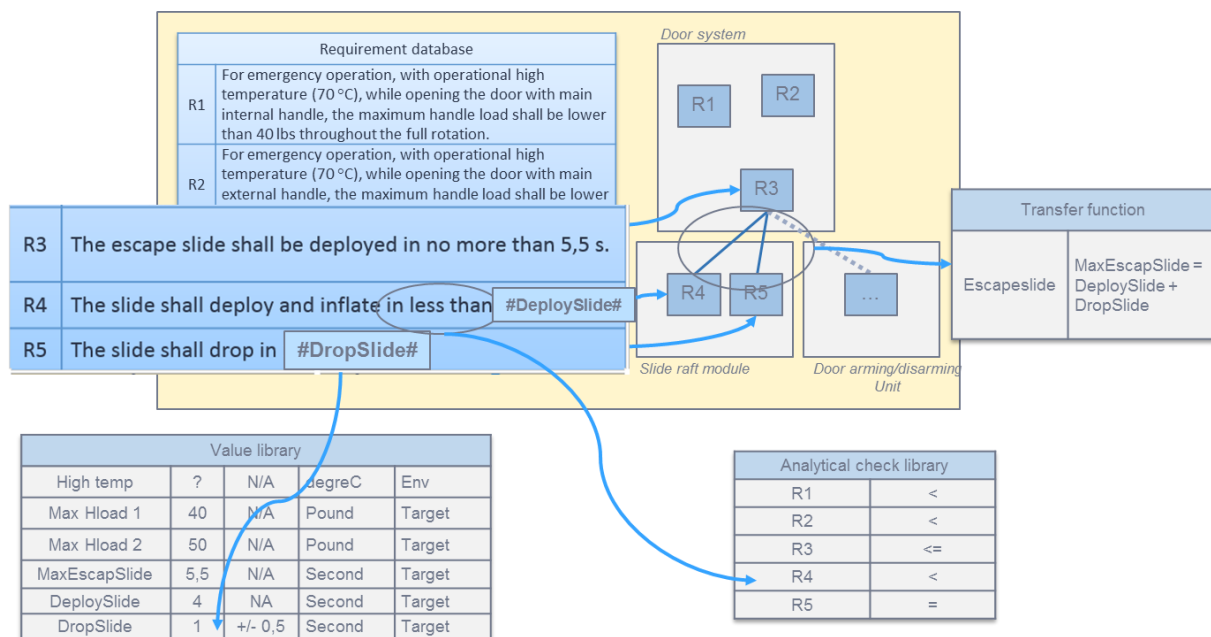 Requirement database
R1
For emergency operation, with operational high
temperature (70 °C), while opening the door with main
internal handle, the maximum handle load shall be lower
than 40 lbs throughout the full rotation.
R2
For emergency operation, with operational high
temperature (70 °C), while opening the door with main
external handle, the maximum handle load shall be lower
R3 The escape slide shall be deployed in no more than 5,5 s.
R4 The slide shall deploy and inflate in less than #DeploySlide#
R5 The slide shall drop in #DropSlide#
Door system
R1
R2
R3
R4
R5
...
Slide raft module
Door arming/disarming
Unit
Transfer function
Escapeslide
MaxEscapSlide =
DeploySlide +
DropSlide
Value library
High temp ? N/A degreC Env
Max Hload 1 40 N/A Pound Target
Max Hload 2 50 N/A Pound Target
MaxEscapSlide 5,5 N/A Second Target
DeploySlide 4 NA Second Target
DropSlide 1 +/- 0,5 Second Target
Analytical check library
R1 <
R2 <
R3 <=
R4 <
R5 =